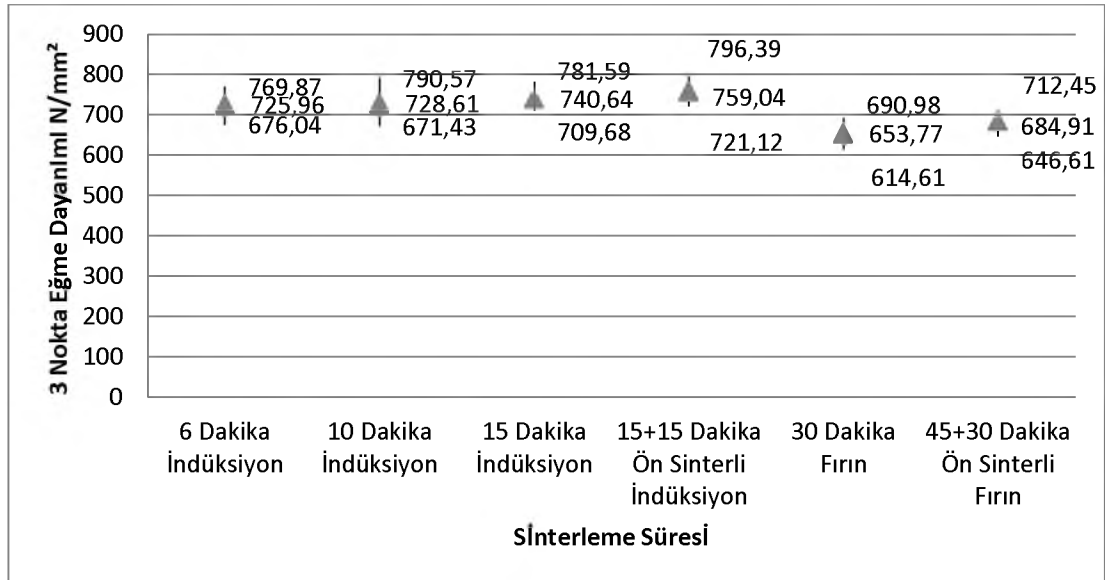 3 Nokta Eğme Dayanlml N/mm²
900
800
700
600
500
400
300
200
100
0
769,87
725,96
676,04
790,57
728,61
671,43
781,59
740,64
709,68
796,39
759,04
721,12
690,98
653,77
614,61
712,45
684,91
646,61
6 Dakika
İndüksiyon
10 Dakika
İndüksiyon
15 Dakika
İndüksiyon
15+15 Dakika
Ön Sinterli
İndüksiyon
30 Dakika
Fırın
45+30 Dakika
Ön Sinterli
Fırın
Sİnterleme Süresİ